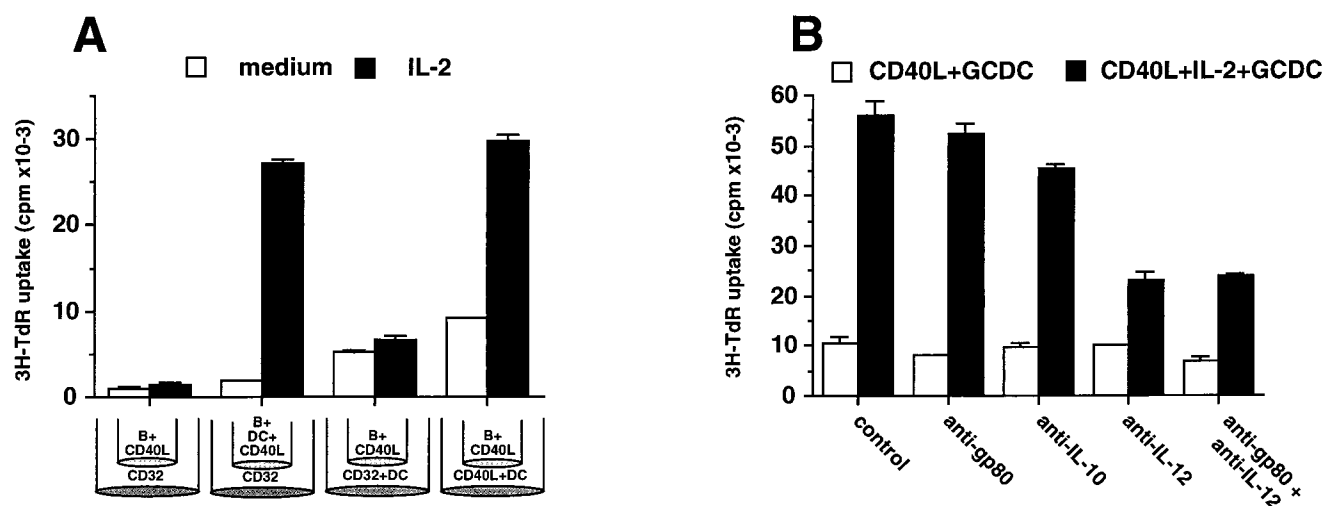 A
medium
IL-2
3H-TdR uptake (cpm x10-3)
30
20
10
0
B+
CD40L
CD32
B+
DC+
CD40L
CD32
B+
CD40L
CD32+DC
B+
CD40L
CD40L+DC
B
CD40L+GCDC
CD40L+IL-2+GCDC
3H-TdR uptake (cpm x10-3)
60
50
40
30
20
10
0
control
anti-gp80
anti-IL-10
anti-IL-12
anti-gp80 +
anti-IL-12